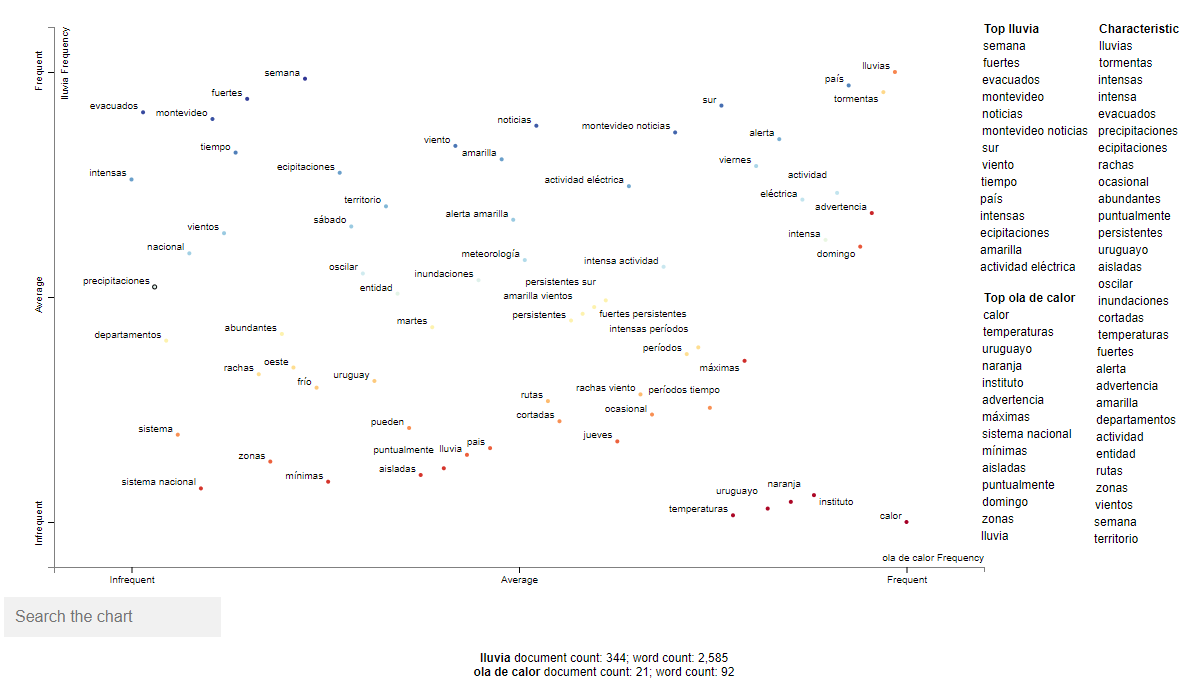 Frequent
Average
Infrequent
lluvia Frequency
lluvias
semana
país
fuertes
tormentas
evacuados
montevideo
sur
noticias
montevideo noticias
alerta
viento
tiempo
amarilla
viernes
ecipitaciones
intensas
actividad
actividad eléctrica
eléctrica
territorio
advertencia
alerta amarilla
sábado
vientos
intensa
nacional
meteorología
domingo
intensa actividad
oscilar
inundaciones
precipitaciones
persistentes sur
entidad
amarilla vientos
persistentes
fuertes persistentes
martes
abundantes
intensas períodos
departamentos
períodos
oeste
rachas
máximas
uruguay
frío
rachas viento
períodos tiempo
rutas
ocasional
cortadas
pueden
sistema
jueves
pais
puntualmente
lluvia
zonas
aisladas
mínimas
sistema nacional
naranja
uruguayo
instituto
temperaturas
calor
ola de calor Frequency
Infrequent
Average
Frequent
Top lluvia
semana
fuertes
evacuados
montevideo
noticias
montevideo noticias
sur
viento
tiempo
país
intensas
ecipitaciones
amarilla
actividad eléctrica
Top ola de calor
calor
temperaturas
uruguayo
naranja
instituto
advertencia
máximas
sistema nacional
mínimas
aisladas
puntualmente
domingo
zonas
lluvia
Characteristic
lluvias
tormentas
intensas
intensa
evacuados
precipitaciones
ecipitaciones
rachas
ocasional
abundantes
puntualmente
persistentes
uruguayo
aisladas
oscilar
inundaciones
cortadas
temperaturas
fuertes
alerta
advertencia
amarilla
departamentos
actividad
entidad
rutas
zonas
vientos
semana
territorio
Search the chart
lluvia document count: 344; word count: 2,585
ola de calor document count: 21; word count: 92